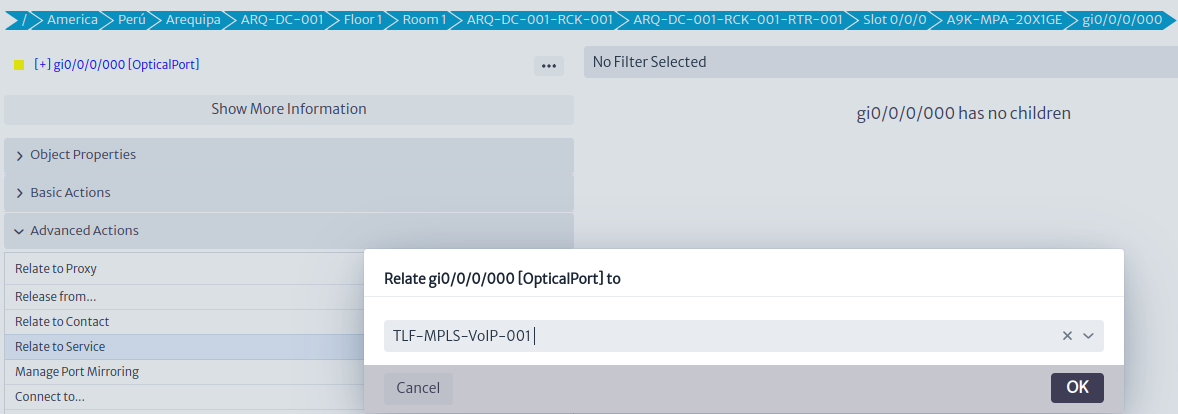 / America Perú Arequipa ARQ-DC-001 Floor 1 Room 1 ARQ-DC-001-RCK-001 ARQ-DC-001-RCK-001-RTR-001 Slot 0/0/0 A9K-MPA-20X1GE gi0/0/0/000
[+] gi0/0/0/000 [OpticalPort]
No Filter Selected
Show More Information
gi0/0/0/000 has no children
Object Properties
Basic Actions
Advanced Actions
Relate to Proxy
Release from...
Relate to Contact
Relate to Service
Manage Port Mirroring
Connect to...
Relate gi0/0/0/000 [OpticalPort] to
TLF-MPLS-VoIP-001
Cancel
OK